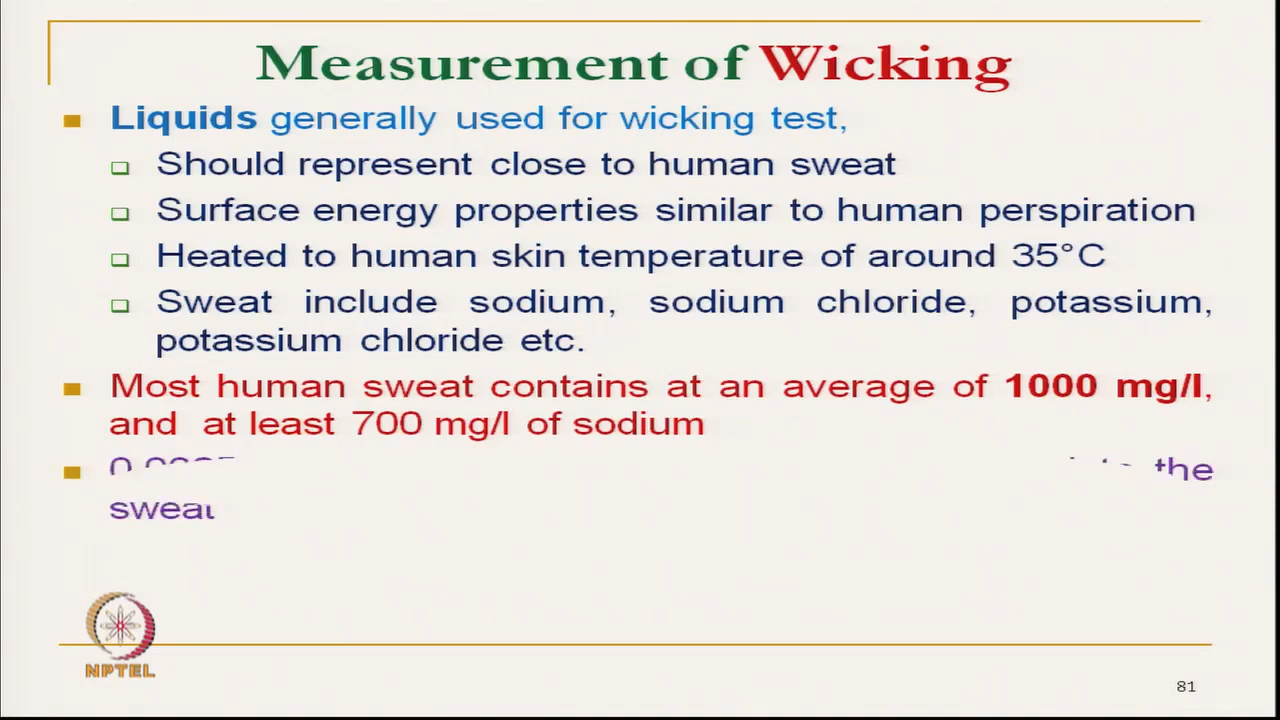 Measurement of Wicking
Liquids generally used for wicking test,
Should represent close to human sweat
Surface energy properties similar to human perspiration
Heated to human skin temperature of around 35°C
Sweat include sodium, sodium chloride, potassium,
potassium chloride etc.
Most human sweat contains at an average of 1000 mg/l,
and at least 700 mg/l of sodium
the
sweat
NPTEL
81